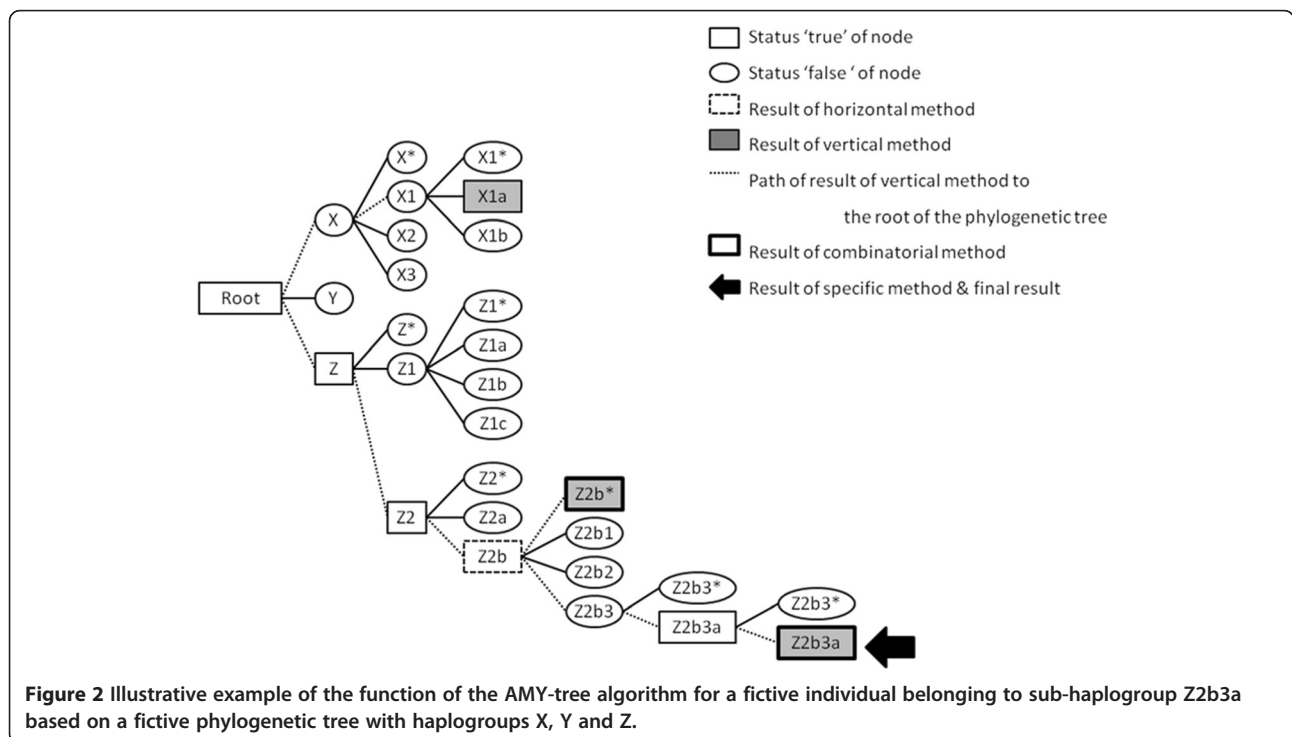 Status 'true' of node
Status 'false ' of node
Result of horizontal method
Result of vertical method
Path of result of vertical method to
the root of the phylogenetic tree
Result of combinatorial method
Result of specific method & final result
X*
X1*
X1
X1a
X
X2
X1b
X3
Root
Y
Z1*
Z*
Z1a
Z
Z1
Z1b
Z1c
Z2*
Z2b*
Z2
Z2a
Z2b1
Z2b
Z2b2
Z2b3*
Z2b3
Z2b3*
Z2b3a
Z2b3a
Figure 2 Illustrative example of the function of the AMY-tree algorithm for a fictive individual belonging to sub-haplogroup Z2b3a
based on a fictive phylogenetic tree with haplogroups X, Y and Z.